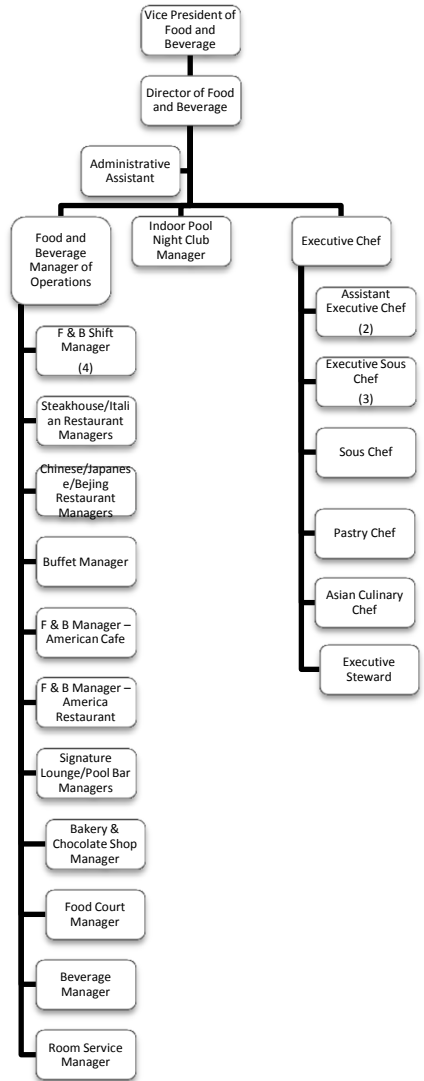 Vice President of
Food and
Beverage
Director of Food
and Beverage
Administrative
Assistant
Food and
Beverage
Manager of
Operations
Indoor Pool
Night Club
Manager
Executive Chef
F & B Shift
Manager
(4)
Steakhouse/Itali
an Restaurant
Managers
Chinese/Japanes
e/Bejing
Restaurant
Managers
Buffet Manager
F & B Manager –
American Cafe
F & B Manager –
America
Restaurant
Signature
Lounge/Pool Bar
Managers
Bakery &
Chocolate Shop
Manager
Food Court
Manager
Beverage
Manager
Room Service
Manager
Assistant
Executive Chef
(2)
Executive Sous
Chef
(3)
Sous Chef
Pastry Chef
Asian Culinary
Chef
Executive
Steward